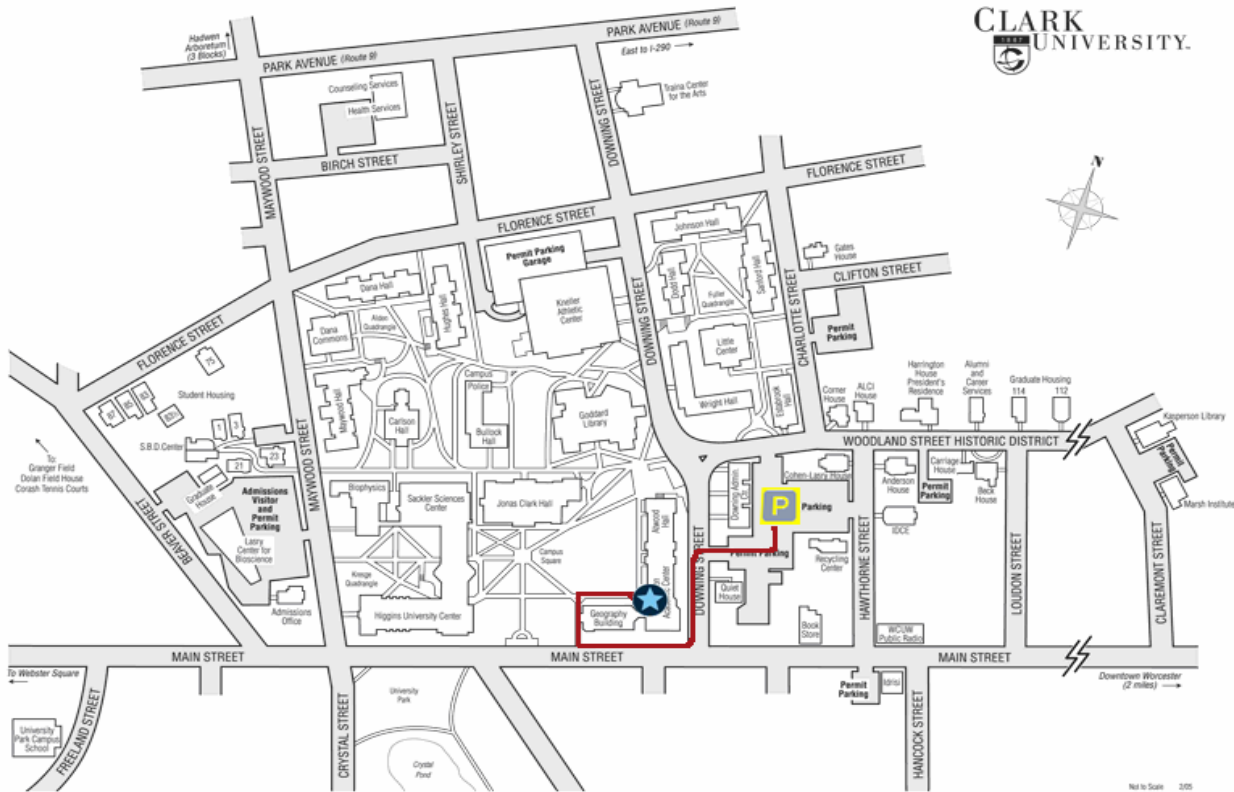 CLARK
1887
UNIVERSITY
Hadwen
Arboretum
(3 Blocks)
PARK AVENUE (Route 9)
PARK AVENUE (Route 9)
East to I-290
Counseling Services
Health Services
Traina Center
for the Arts
MAYWOOD STREET
SHIRLEY STREET
DOWNING STREET
BIRCH STREET
FLORENCE STREET
FLORENCE STREET
N
Johnson Hall
Gates
House
CLIFTON STREET
Permit Parking
Garage
Dodd Hall
Fuller
Quadrangle
Sanford Hall
CHARLOTTE STREET
Dana Hall
Hughes Hall
Kneller
Athletic
Center
Alden
Quadrangle
Dana
Commons
DOWNING STREET
Little
Center
Permit
Parking
FLORENCE STREET
75
Student Housing
87
85
83
83½
1
3
S.B.D.Center
21
23
Maywood Hall
Carlson
Hall
Campus
Police
Bullock
Hall
Goddard
Library
Wright Hall
Estabrook
Hall
Corner
House
ALCI
House
Harrington
House
President's
Residence
Alumni
and
Career
Services
Graduate Housing
114
112
Kasperson Library
Permit
Parking
Marsh Institute
WOODLAND STREET HISTORIC DISTRICT
To:
Granger Field
Dolan Field House
Corash Tennis Courts
Graduate
House
Admissions
Visitor
and Permit
Parking
Lasry
Center for
Bioscience
BEAVER STREET
MAYWOOD STREET
Admissions
Office
Biophysics
Sackler Sciences
Center
Jonas Clark Hall
Atwood
Hall
Academic Center
Campus
Square
Kresge
Quadrangle
Higgins University Center
Geography
Building
Downing Admin.
Ctr.
Cohen-Lasry House
P
Parking
Permit Parking
DOWNING STREET
Quiet
House
Recycling
Center
Book
Store
HAWTHORNE STREET
Anderson
House
Permit
Parking
Carriage
House
Beck
House
IDCE
WCUW
Public Radio
LOUDON STREET
CLAREMONT STREET
MAIN STREET
MAIN STREET
MAIN STREET
To Webster Square
Downtown Worcester
(2 miles)
University
Park Campus
School
FREELAND STREET
CRYSTAL STREET
University
Park
Crystal
Pond
Permit
Parking
Idrisi
HANCOCK STREET
Not to Scale 2/05